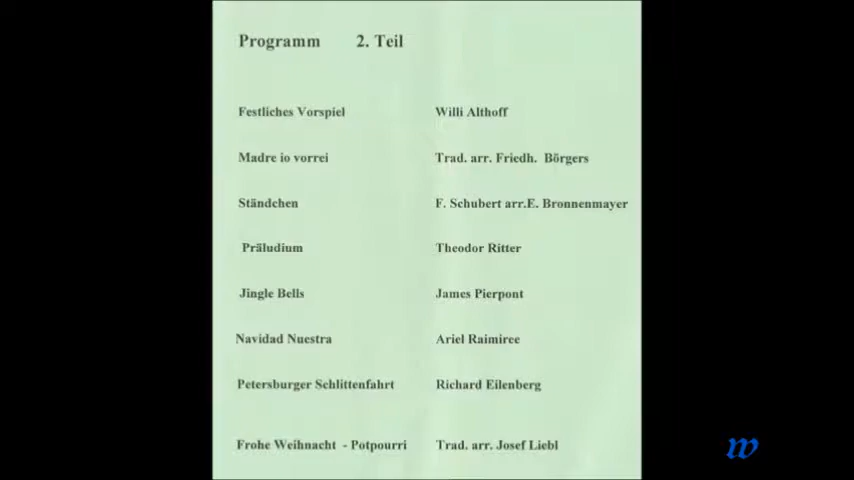 Programm 2. Teil
Festliches Vorspiel Willi Althoff
Madre io vorrei Trad. arr. Friedh. Börgers
Ständchen F. Schubert arr.E. Bronnenmayer
Präludium Theodor Ritter
Jingle Bells James Pierpont
Navidad Nuestra Ariel Raimiree
Petersburger Schlittenfahrt Richard Eilenberg
Frohe Weihnacht - Potpourri Trad. arr. Josef Liebl
w